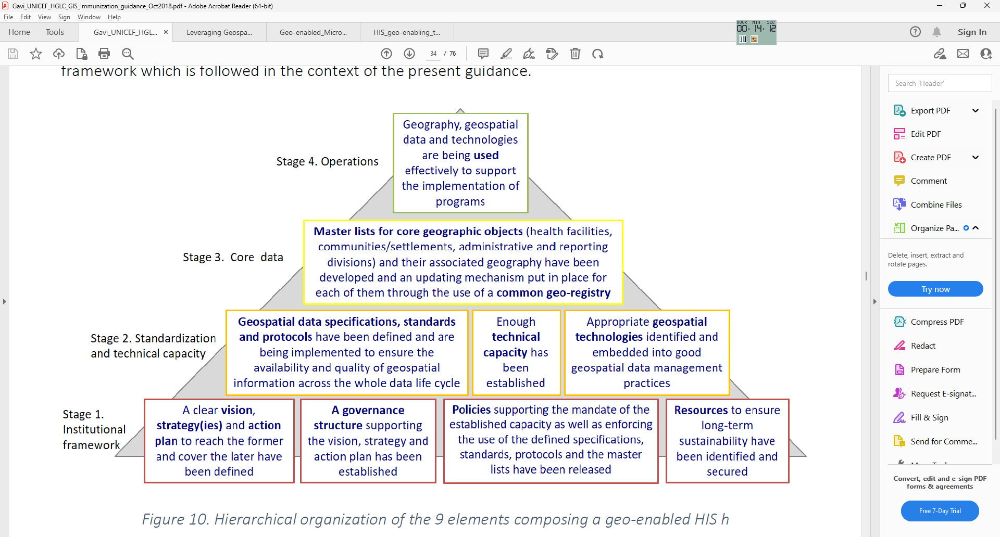 Gavi_UNICEF_HGLC_GIS_Immunization_guidance_Oct2018.pdf - Adobe Acrobat Reader (64-bit)
File Edit View Sign Window Help
Home Tools Gavi_UNICEF_HGL... × Leveraging Geospa... Geo-enabled_Micro... HIS_geo-enabling_t...
HOUR MIN SEC
00:14:12
Sign In
34 / 76
framework which is followed in the context of the present guidance.
Stage 4. Operations
Geography, geospatial
data and technologies
are being used
effectively to support
the implementation of
programs
Stage 3. Core data
Master lists for core geographic objects (health facilities,
communities/settlements, administrative and reporting
divisions) and their associated geography have been
developed and an updating mechanism put in place for
each of them through the use of a common geo-registry
Stage 2. Standardization
and technical capacity
Geospatial data specifications, standards
and protocols have been defined and are
being implemented to ensure the
availability and quality of geospatial
information across the whole data life cycle
Enough
technical
capacity has
been
established
Appropriate geospatial
technologies identified and
embedded into good
geospatial data management
practices
Stage 1.
Institutional
framework
A clear vision,
strategy(ies) and action
plan to reach the former
and cover the later have
been defined
A governance
structure supporting
the vision, strategy and
action plan has been
established
Policies supporting the mandate of the
established capacity as well as enforcing
the use of the defined specifications,
standards, protocols and the master
lists have been released
Resources to ensure
long-term
sustainability have
been identified and
secured
Figure 10. Hierarchical organization of the 9 elements composing a geo-enabled HIS h
Search 'Header'
Export PDF
Edit PDF
Create PDF
Comment
Combine Files
Organize Pa...
Delete, insert, extract and
rotate pages.
Try now
Compress PDF
Redact
Prepare Form
Request E-signat...
Fill & Sign
Send for Comme...
Convert, edit and e-sign PDF
forms & agreements
Free 7-Day Trial